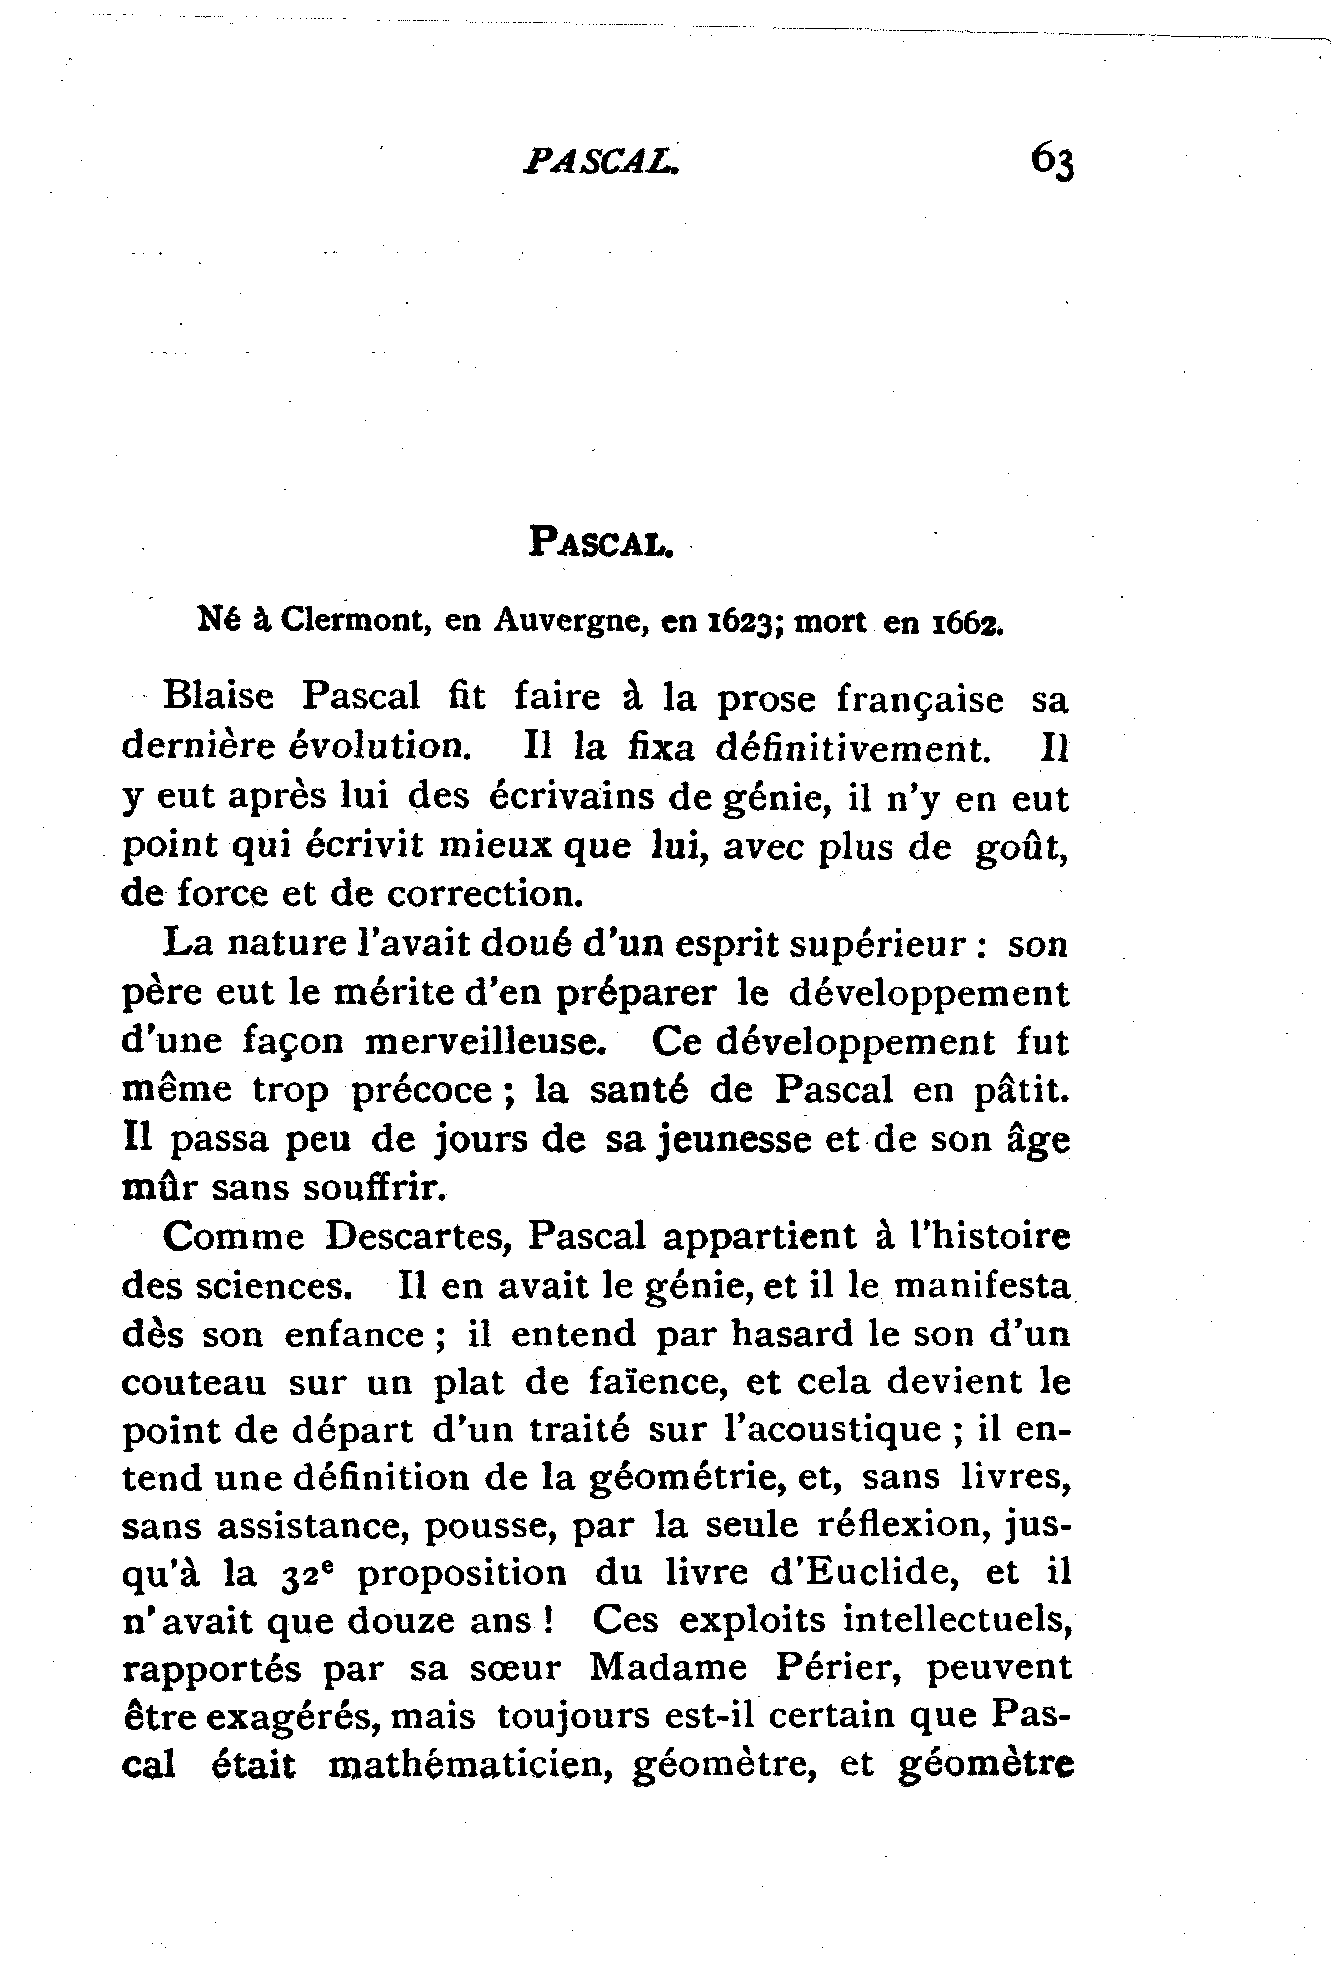 PASCAL. 63
PASCAL.
Né à Clermont, en Auvergne, en 1623; mort en 1662.
Blaise Pascal fit faire à la prose française sa
dernière évolution. Il la fixa définitivement. Il
y eut après lui des écrivains de génie, il n'y en eut
point qui écrivit mieux que lui, avec plus de goût,
de force et de correction.
La nature l'avait doué d'un esprit supérieur : son
père eut le mérite d'en préparer le développement
d'une façon merveilleuse. Ce développement fut
même trop précoce ; la santé de Pascal en pâtit.
Il passa peu de jours de sa jeunesse et de son âge
mûr sans souffrir.
Comme Descartes, Pascal appartient à l'histoire
des sciences. Il en avait le génie, et il le manifesta
dès son enfance ; il entend par hasard le son d'un
couteau sur un plat de faïence, et cela devient le
point de départ d'un traité sur l'acoustique ; il en-
tend une définition de la géométrie, et, sans livres,
sans assistance, pousse, par la seule réflexion, jus-
qu'à la 32e proposition du livre d'Euclide, et il
n'avait que douze ans ! Ces exploits intellectuels,
rapportés par sa sœur Madame Périer, peuvent
être exagérés, mais toujours est-il certain que Pas-
cal était mathématicien, géomètre, et géomètre